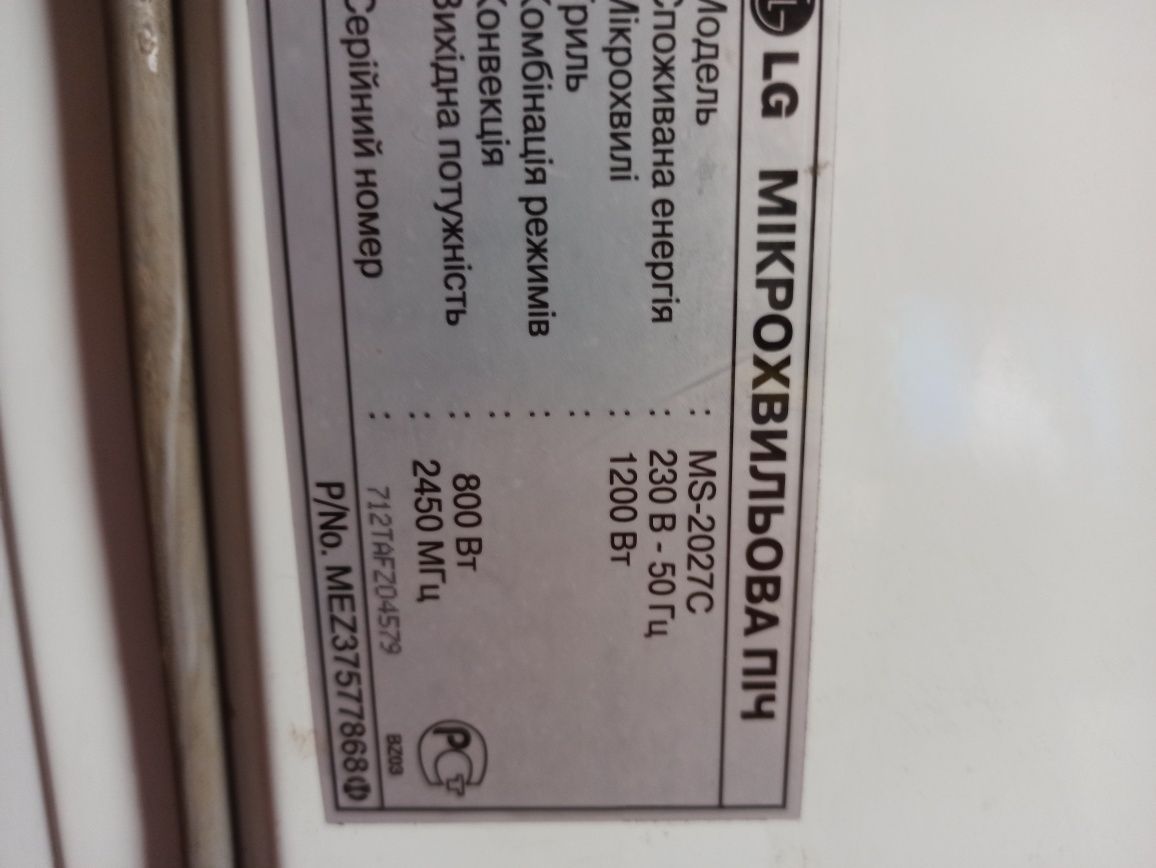 LG МІКРОХВИЛЬОВА ПІЧ
Модель : MS-2027C
Споживана енергія : 230 В - 50 Гц
Мікрохвилі : 1200 Вт
Гриль :
Комбінація режимів :
Конвекція :
Вихідна потужність : 800 Вт
: 2450 МГц
Серійний номер : 712TAFZ04579
BZ03
P/No. MEZ37577868